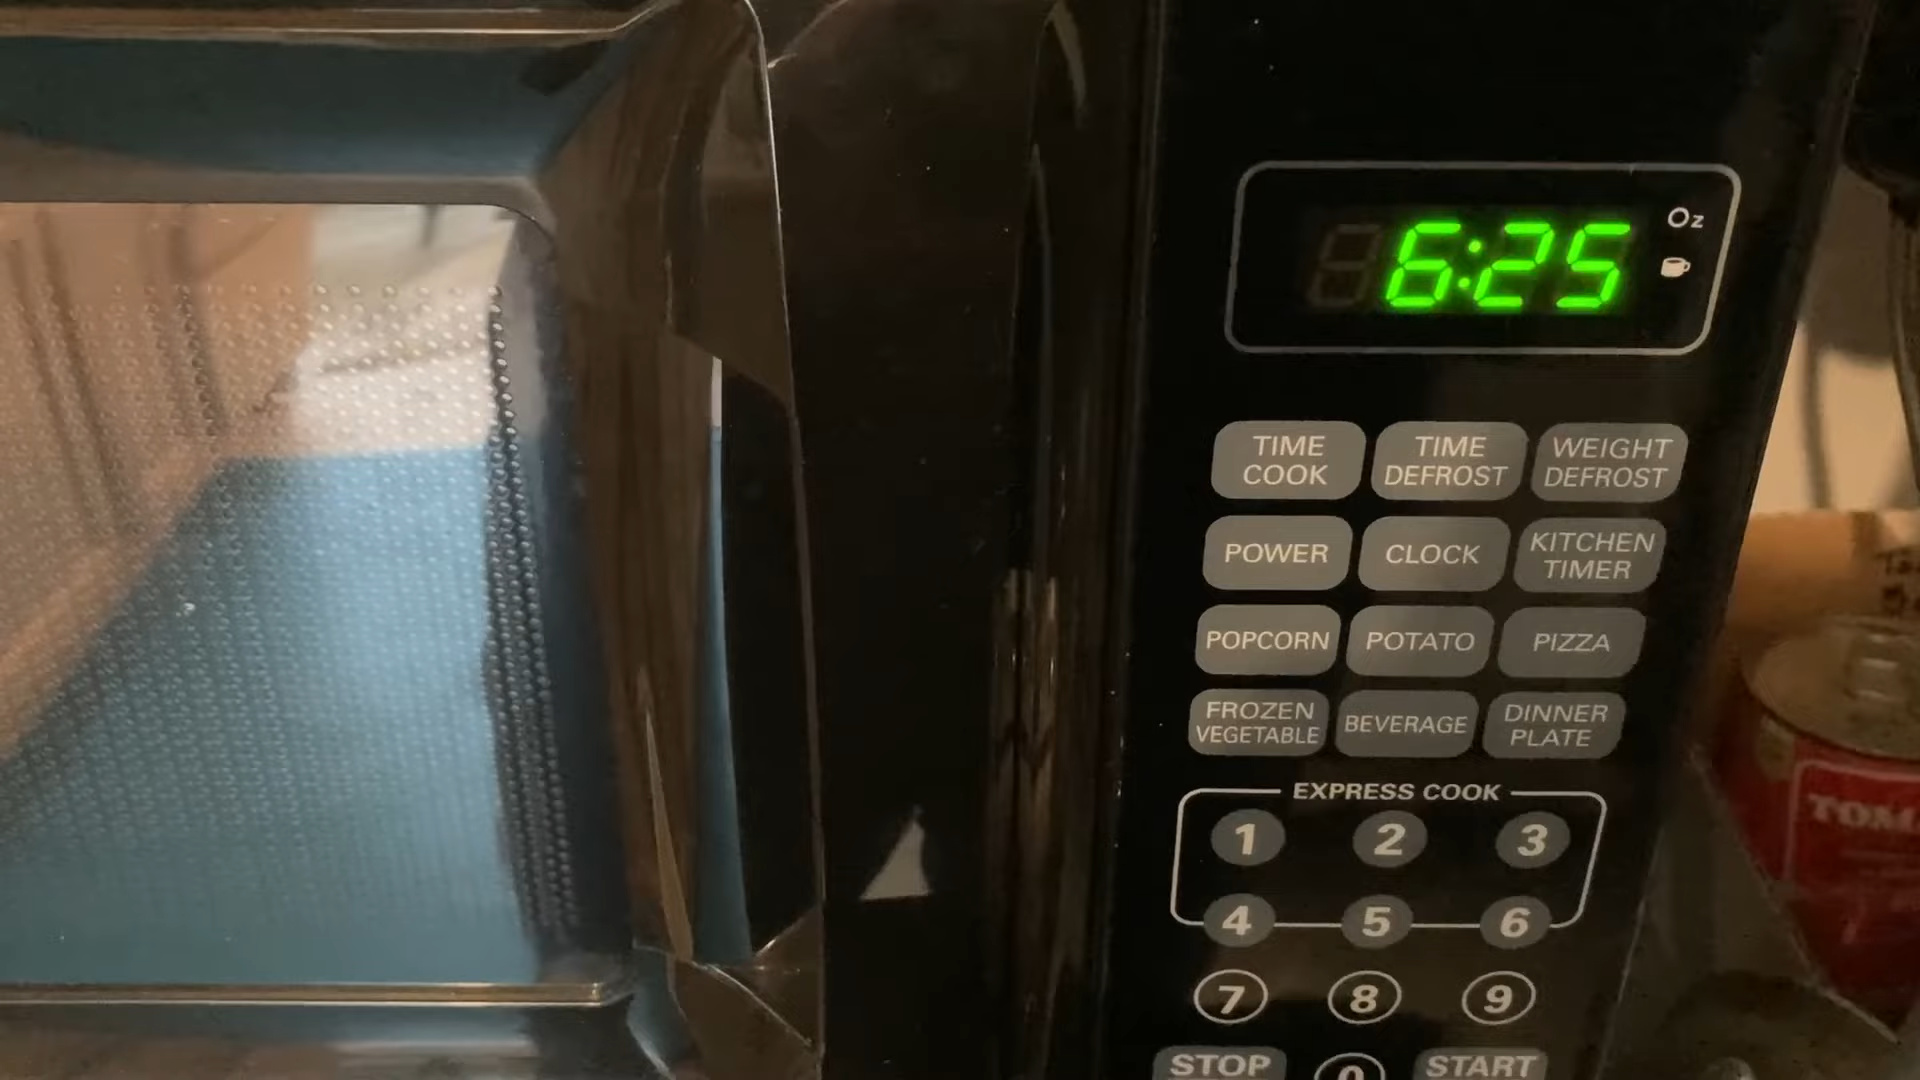 6:25
Oz
TIME COOK
TIME DEFROST
WEIGHT DEFROST
POWER
CLOCK
KITCHEN TIMER
POPCORN
POTATO
PIZZA
FROZEN VEGETABLE
BEVERAGE
DINNER PLATE
EXPRESS COOK
1 2 3
4 5 6
7 8 9
STOP 0 START
TOM